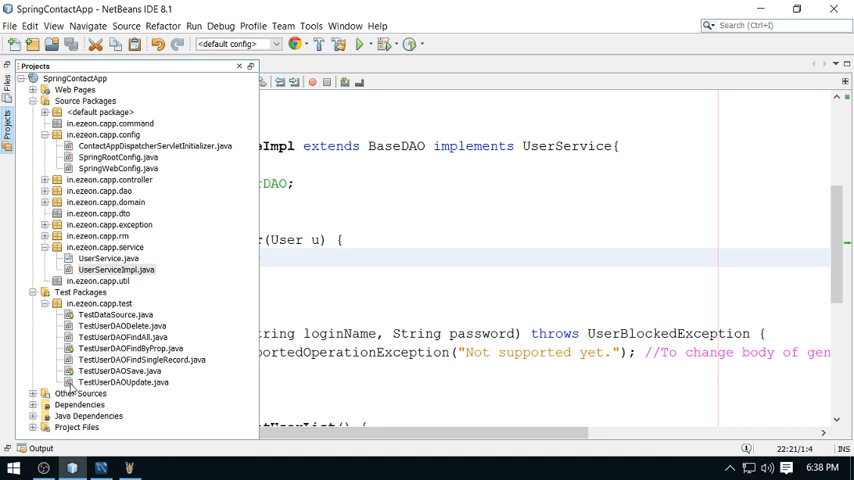 SpringContactApp - NetBeans IDE 8.1
File Edit View Navigate Source Refactor Run Debug Profile Team Tools Window Help
Search (Ctrl+I)
<default config>
Files
Projects
Projects
SpringContactApp
Web Pages
Source Packages
<default package>
in.ezeon.capp.command
in.ezeon.capp.config
ContactAppDispatcherServletInitializer.java
SpringRootConfig.java
SpringWebConfig.java
in.ezeon.capp.controller
in.ezeon.capp.dao
in.ezeon.capp.domain
in.ezeon.capp.dto
in.ezeon.capp.exception
in.ezeon.capp.rm
in.ezeon.capp.service
UserService.java
UserServiceImpl.java
in.ezeon.capp.util
Test Packages
in.ezeon.capp.test
TestDataSource.java
TestUserDAODelete.java
TestUserDAOFindAll.java
TestUserDAOFindByProp.java
TestUserDAOFindSingleRecord.java
TestUserDAOSave.java
TestUserDAOUpdate.java
Other Sources
Dependencies
Java Dependencies
Project Files
eImpl extends BaseDAO implements UserService{
rDAO;
r(User u) {
tring loginName, String password) throws UserBlockedException {
portedOperationException("Not supported yet."); //To change body of gen
tUserList() {
Output
22:21/1:4
INS
6:38 PM